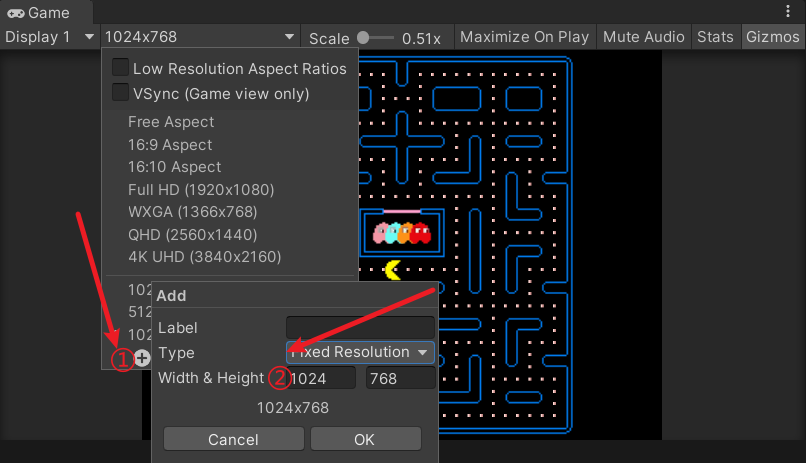 Game
Display 1
1024x768
Scale 0.51x
Maximize On Play
Mute Audio
Stats
Gizmos
Low Resolution Aspect Ratios
VSync (Game view only)
Free Aspect
16:9 Aspect
16:10 Aspect
Full HD (1920x1080)
WXGA (1366x768)
QHD (2560x1440)
4K UHD (3840x2160)
102
512
102
①
Add
Label
Type
Fixed Resolution
Width & Height ② 1024 768
1024x768
Cancel
OK